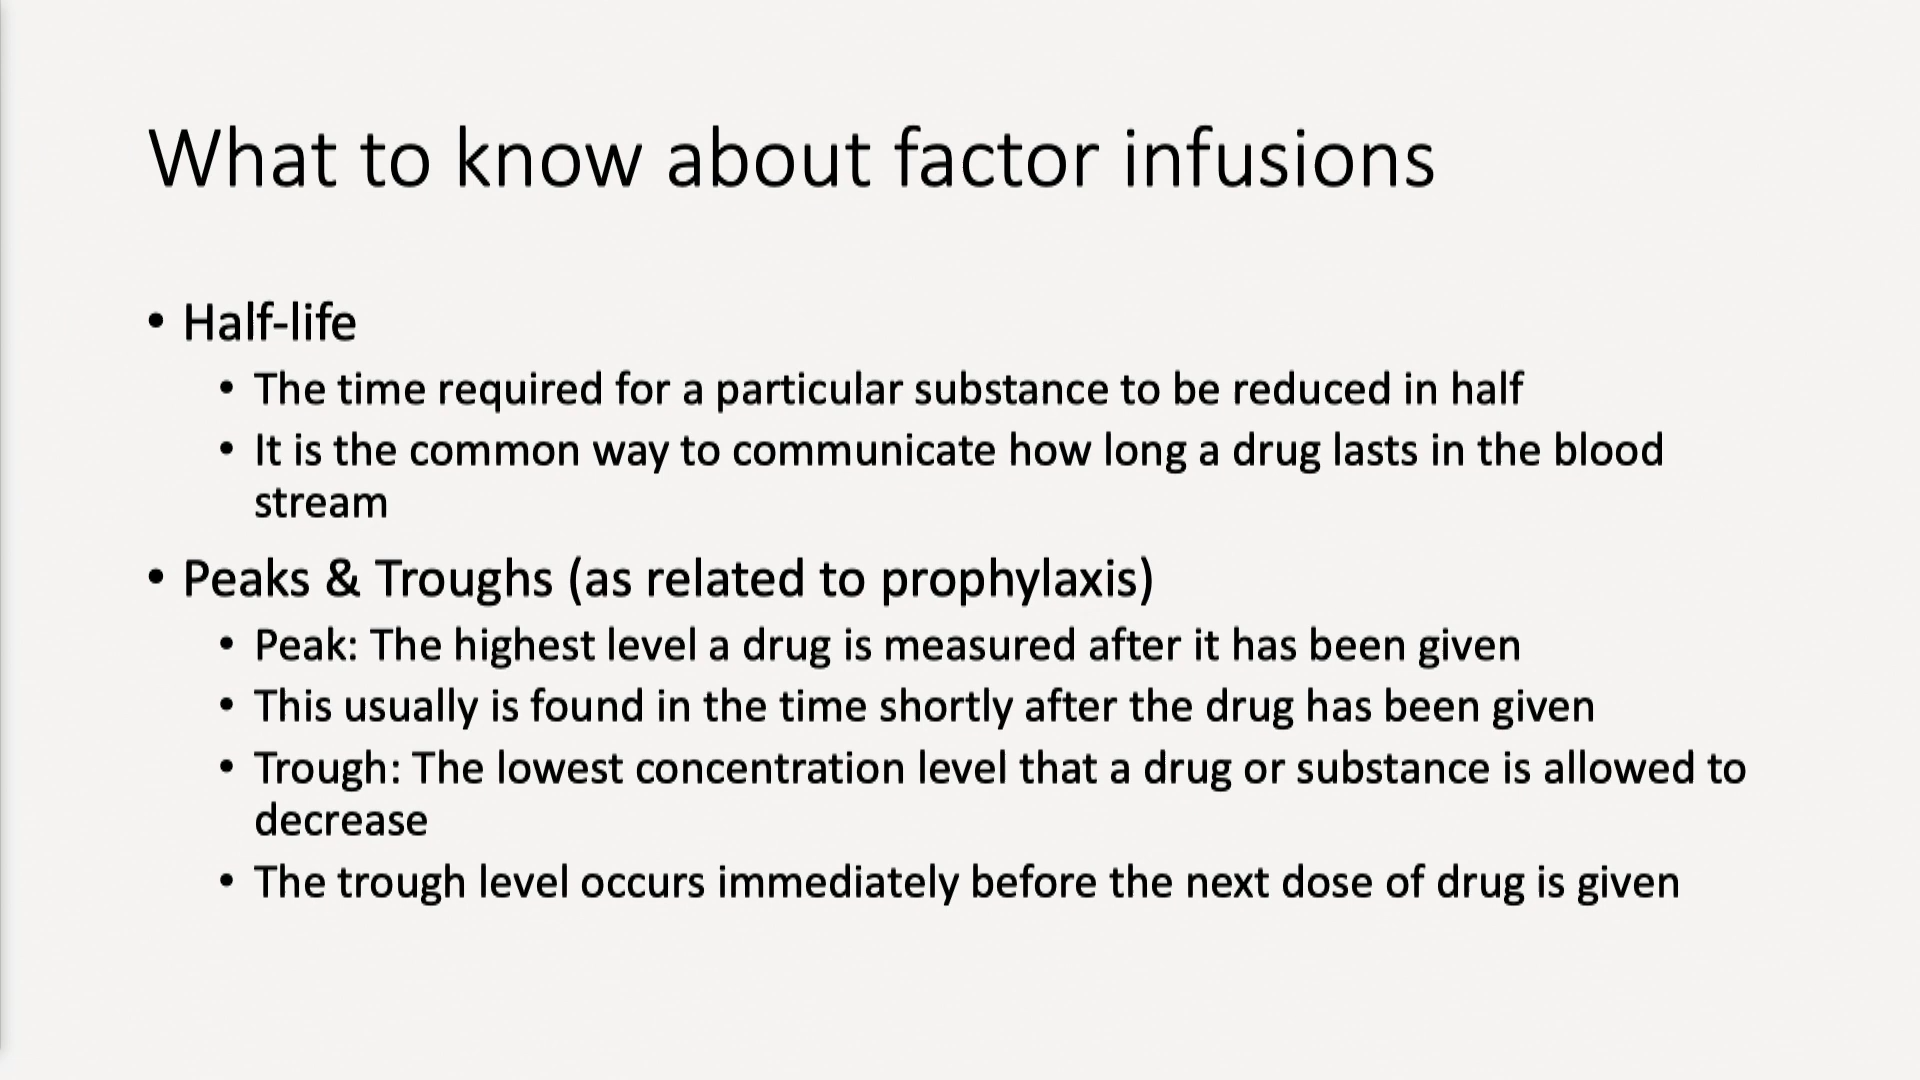 What to know about factor infusions
• Half-life
• The time required for a particular substance to be reduced in half
• It is the common way to communicate how long a drug lasts in the blood
stream
• Peaks & Troughs (as related to prophylaxis)
• Peak: The highest level a drug is measured after it has been given
• This usually is found in the time shortly after the drug has been given
• Trough: The lowest concentration level that a drug or substance is allowed to
decrease
• The trough level occurs immediately before the next dose of drug is given